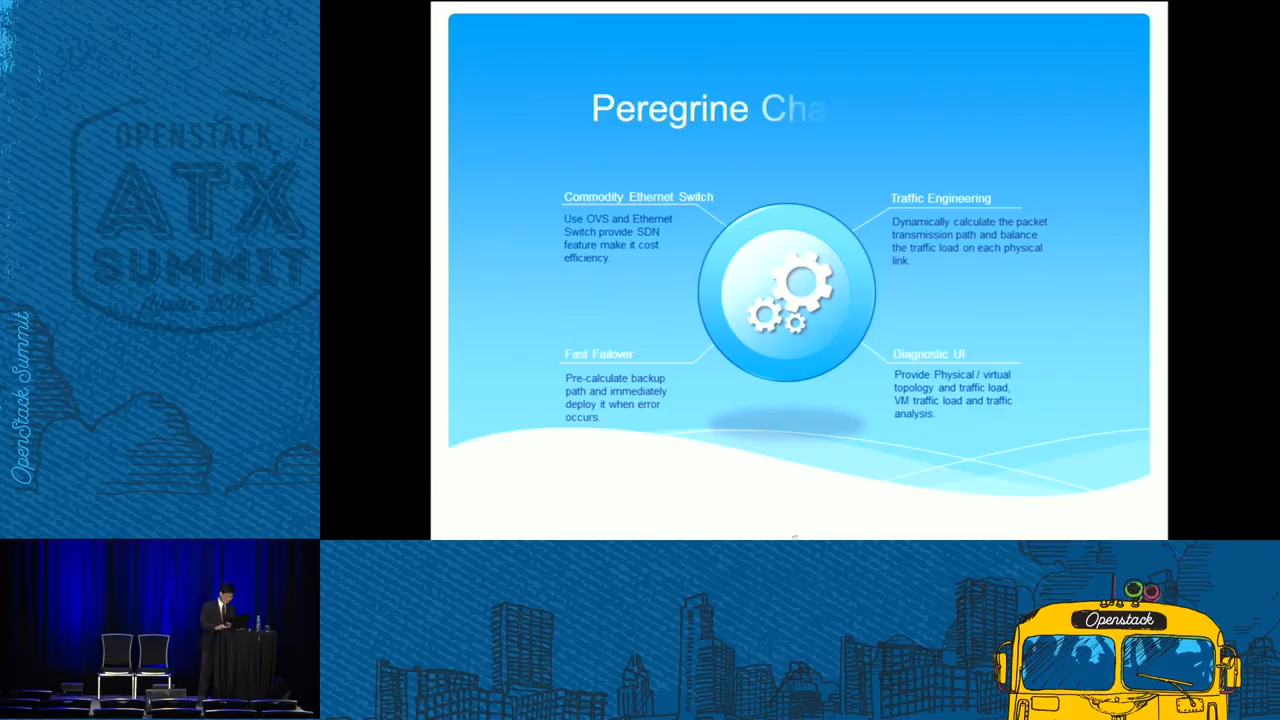 OPENSTACK
ATX
SUMMIT
Austin 2016
OpenStack Summit
Peregrine Cha
Commodity Ethernet Switch
Use OVS and Ethernet
Switch provide SDN
feature make it cost
efficiency.
Traffic Engineering
Dynamically calculate the packet
transmission path and balance
the traffic load on each physical
link.
Fast Failover
Pre-calculate backup
path and immediately
deploy it when error
occurs.
Diagnostic UI
Provide Physical / virtual
topology and traffic load,
VM traffic load and traffic
analysis.
17
Openstack